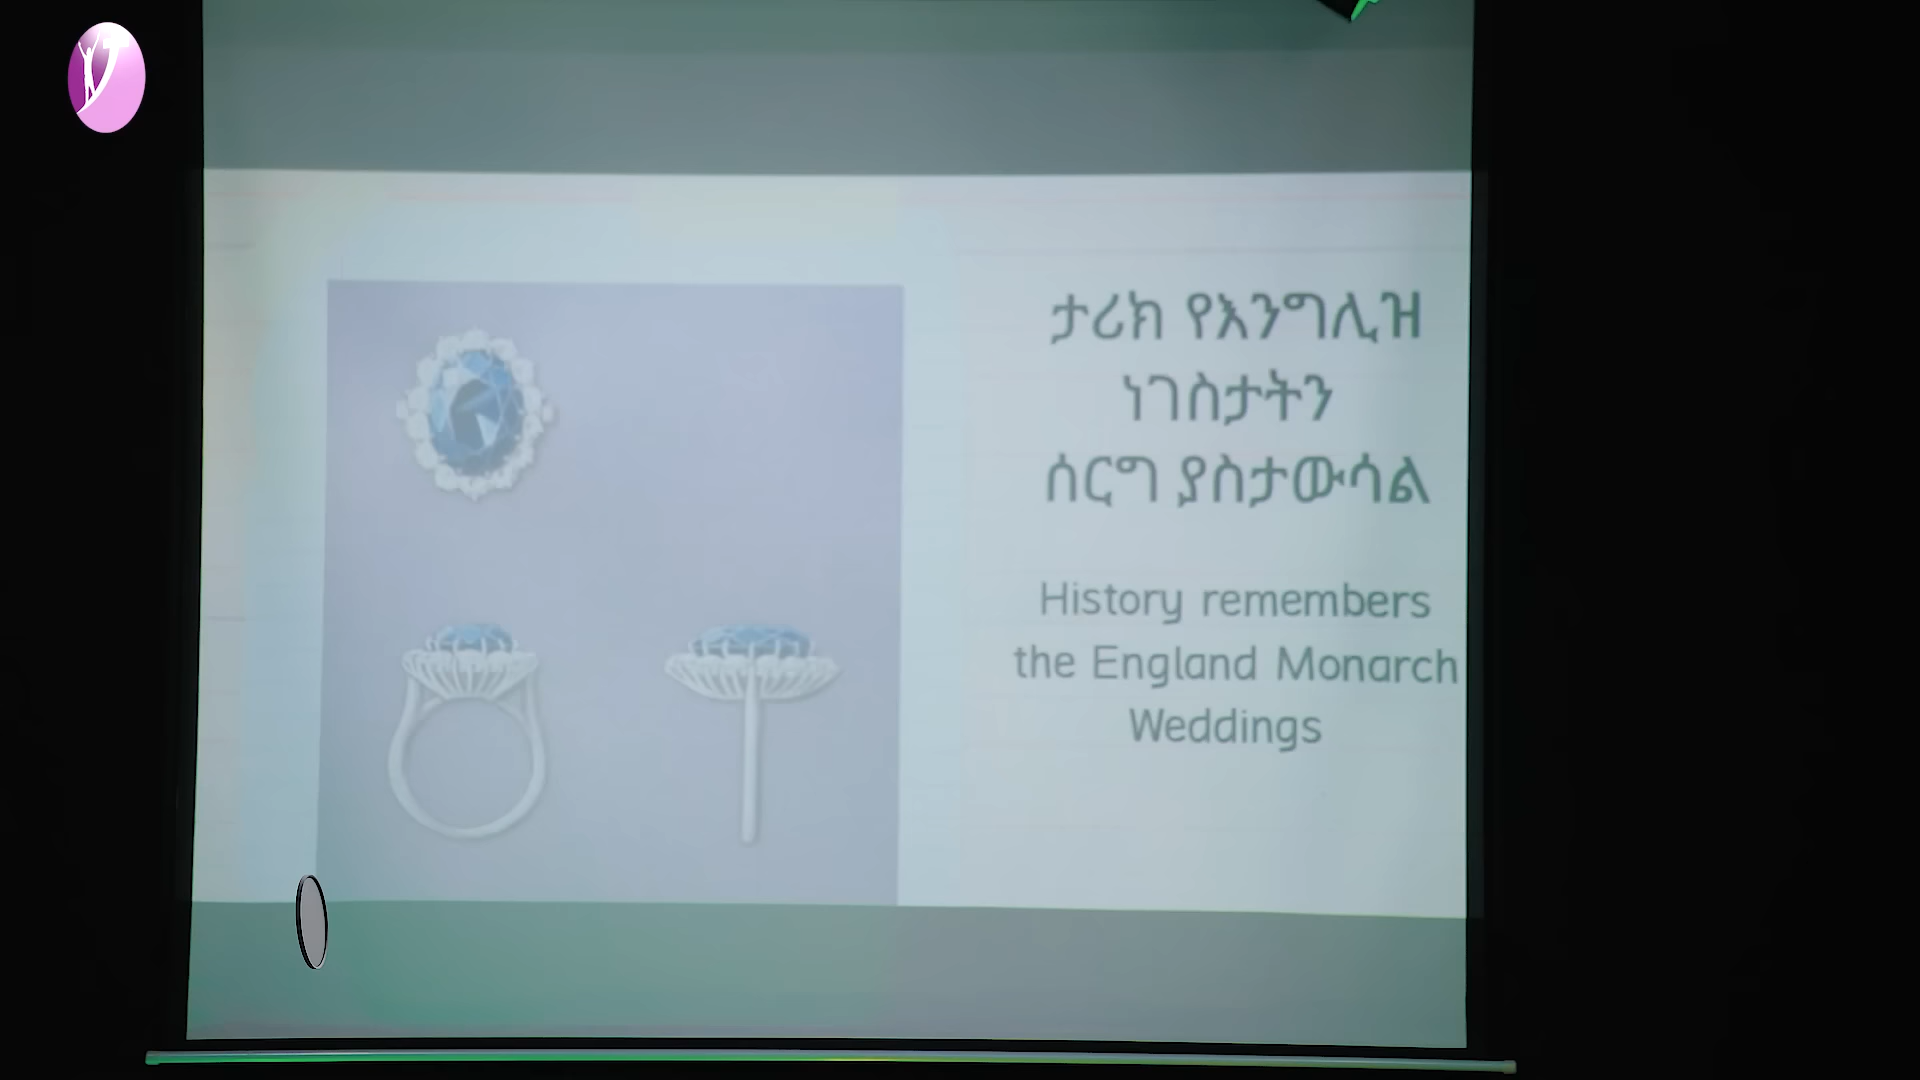 ታሪክ የእንግሊዝ
ነገስታትን
ሰርግ ያስታውሳል
History remembers
the England Monarch
Weddings